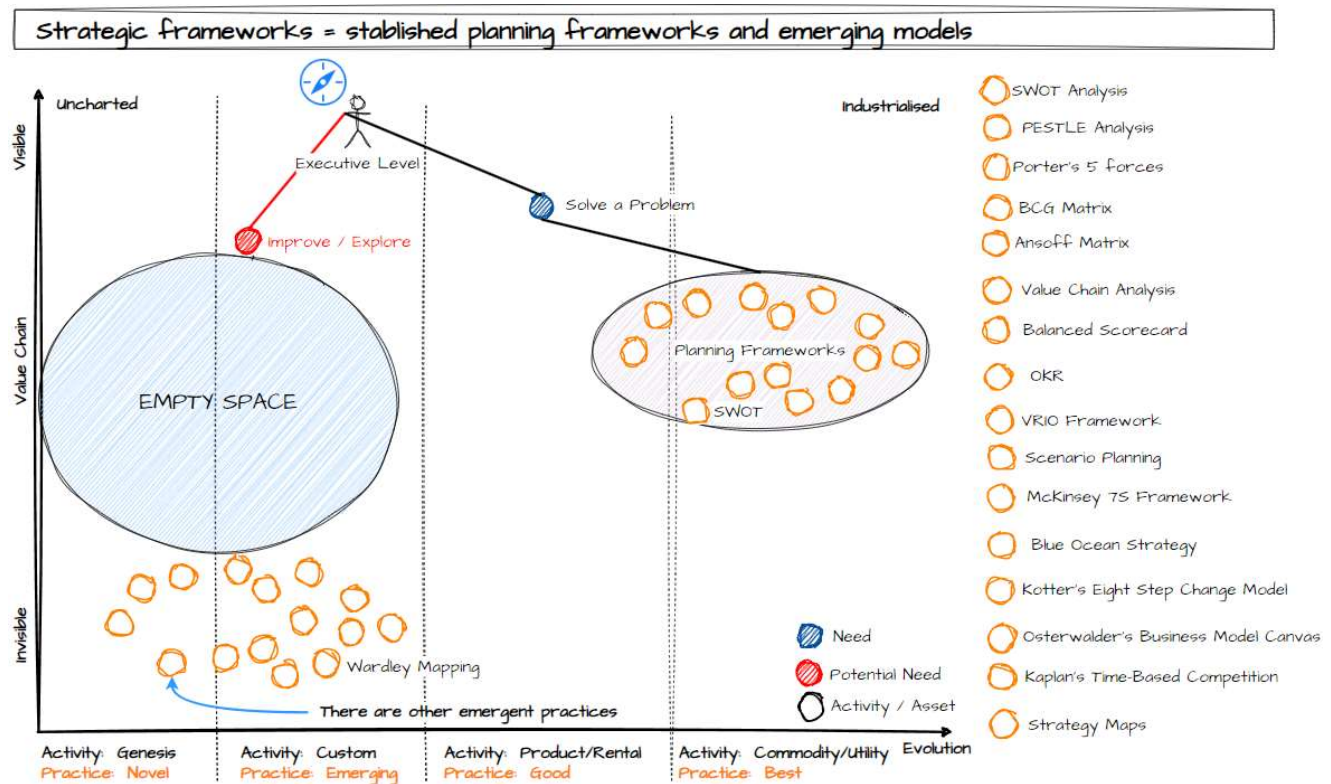 Strategic frameworks = stablished planning frameworks and emerging models
Uncharted
Industrialised
Visible
Value Chain
Invisible
Executive Level
Solve a Problem
Improve / Explore
EMPTY SPACE
Planning Frameworks
SWOT
Wardley Mapping
There are other emergent practices
Need
Potential Need
Activity / Asset
SWOT Analysis
PESTLE Analysis
Porter's 5 forces
BCG Matrix
Ansoff Matrix
Value Chain Analysis
Balanced Scorecard
OKR
VRIO Framework
Scenario Planning
McKinsey 7S Framework
Blue Ocean Strategy
Kotter's Eight Step Change Model
Osterwalder's Business Model Canvas
Kaplan's Time-Based Competition
Strategy Maps
Activity: Genesis
Practice: Novel
Activity: Custom
Practice: Emerging
Activity: Product/Rental
Practice: Good
Activity: Commodity/Utility
Practice: Best
Evolution